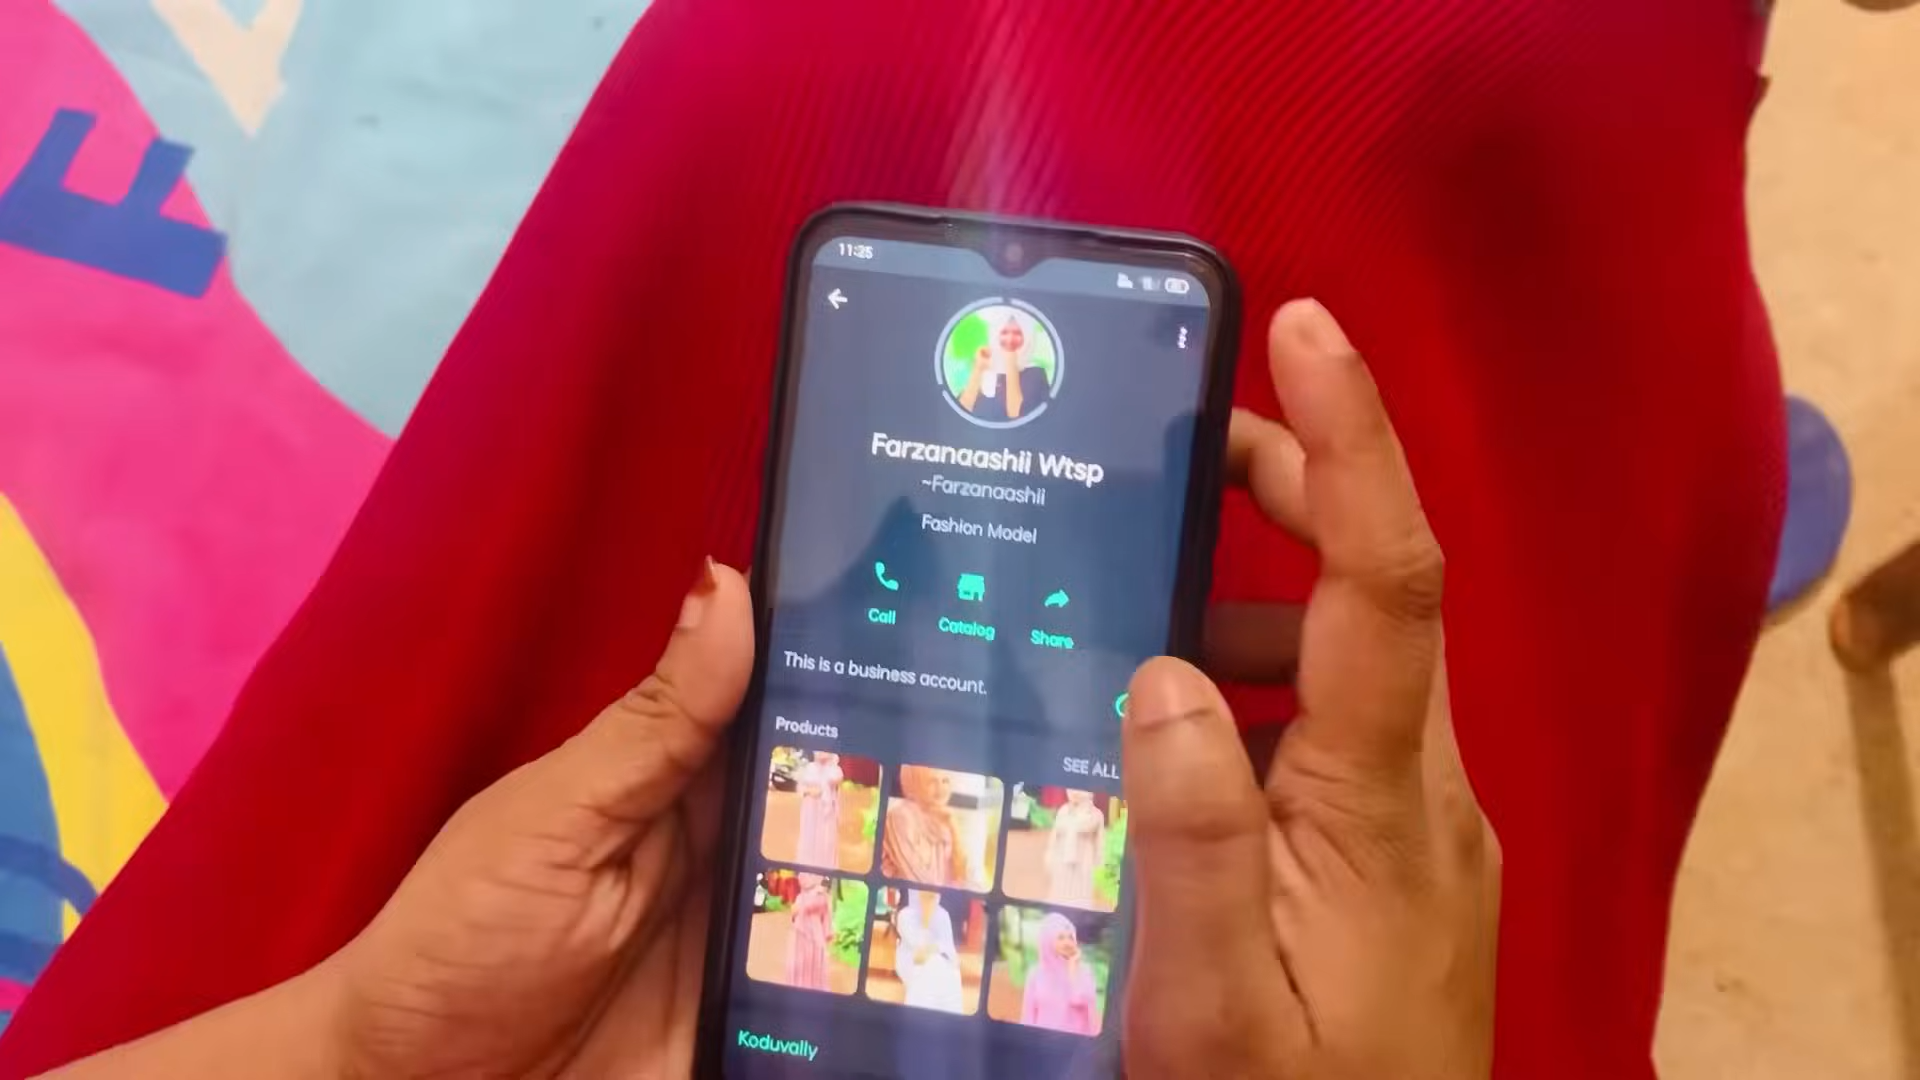 E
11:25
Farzanaashii Wtsp
~Farzanaashii
Fashion Model
Call
Catalog
Share
This is a business account.
Products
SEE ALL
Koduvally